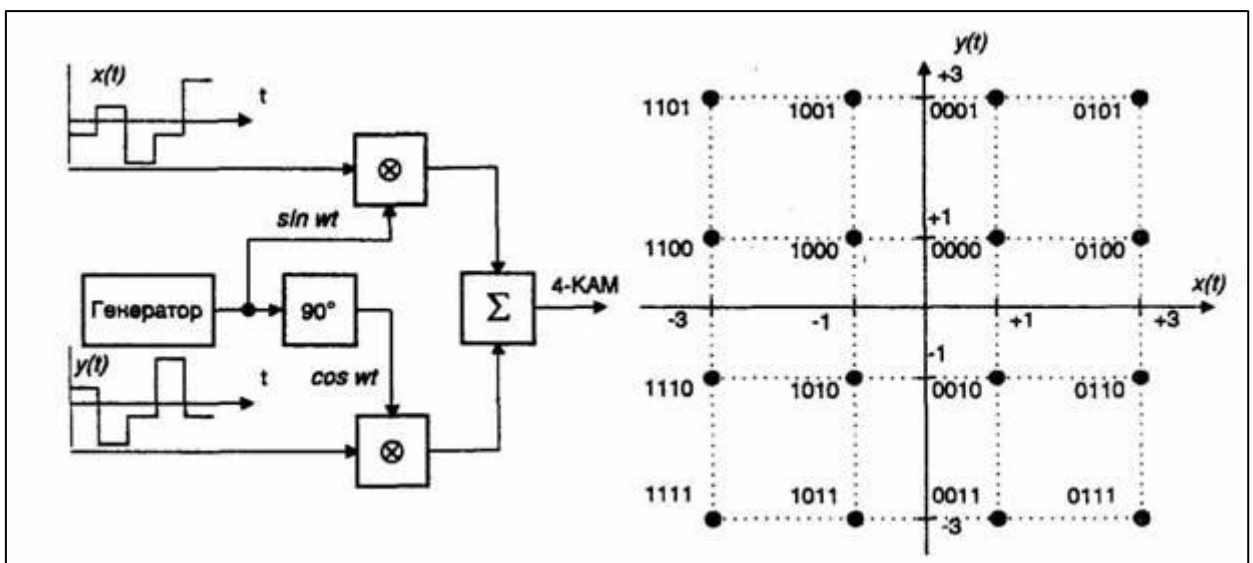 x(t)
t
sin wt
Генератор
90°
Σ
4-КАМ
y(t)
t
cos wt
y(t)
+3
1101 1001 0001 0101
+1
1100 1000 0000 0100
x(t)
-3 -1 +1 +3
-1
1110 1010 0010 0110
1111 1011 0011 0111
-3